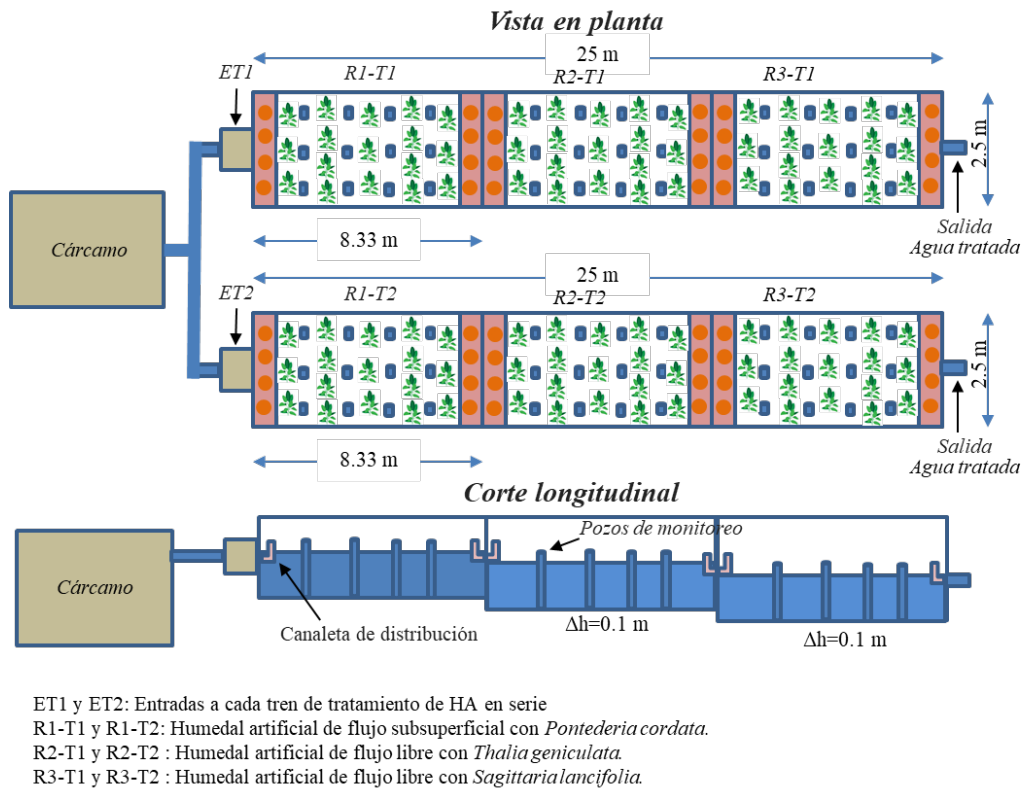 Vista en planta
25 m
ET1
R1-T1
R2-T1
R3-T1
2.5 m
Cárcamo
8.33 m
Salida
Agua tratada
25 m
ET2
R1-T2
R2-T2
R3-T2
2.5 m
8.33 m
Salida
Agua tratada
Corte longitudinal
Pozos de monitoreo
Cárcamo
Canaleta de distribución
Δh=0.1 m
Δh=0.1 m
ET1 y ET2: Entradas a cada tren de tratamiento de HA en serie
R1-T1 y R1-T2: Humedal artificial de flujo subsuperficial con Pontederia cordata.
R2-T1 y R2-T2 : Humedal artificial de flujo libre con Thalia geniculata.
R3-T1 y R3-T2 : Humedal artificial de flujo libre con Sagittaria lancifolia.